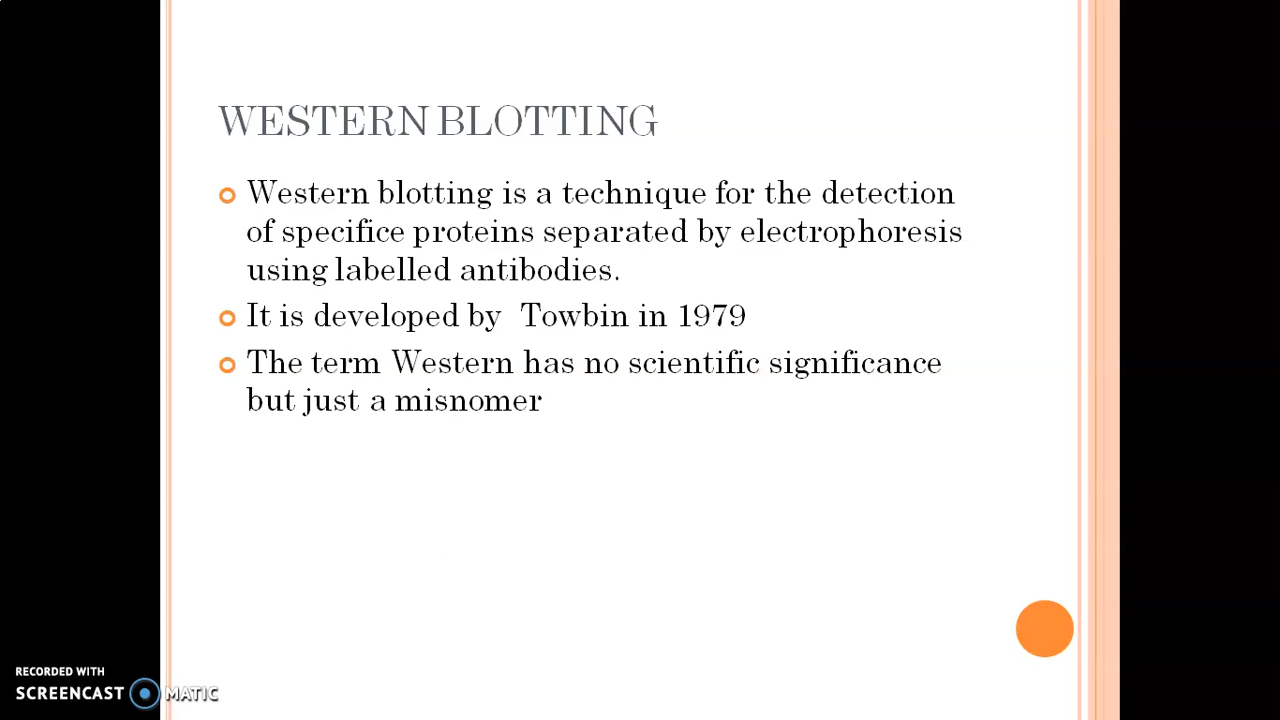 WESTERN BLOTTING
Western blotting is a technique for the detection
of specifice proteins separated by electrophoresis
using labelled antibodies.
It is developed by Towbin in 1979
The term Western has no scientific significance
but just a misnomer
RECORDED WITH
SCREENCAST MATIC